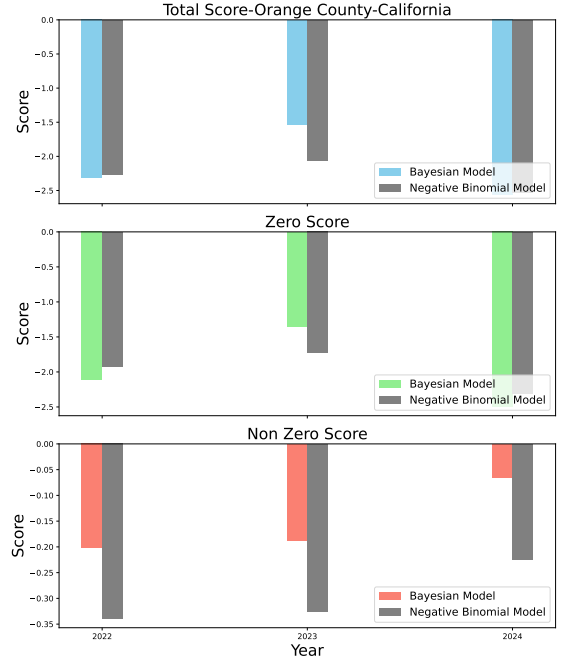 Total Score-Orange County-California
0.0
−0.5
−1.0
−1.5
−2.0
−2.5
Score
Bayesian Model
Negative Binomial Model
Zero Score
0.0
−0.5
−1.0
−1.5
−2.0
−2.5
Score
Bayesian Model
Negative Binomial Model
Non Zero Score
0.00
−0.05
−0.10
−0.15
−0.20
−0.25
−0.30
−0.35
Score
Bayesian Model
Negative Binomial Model
2022 2023 2024
Year